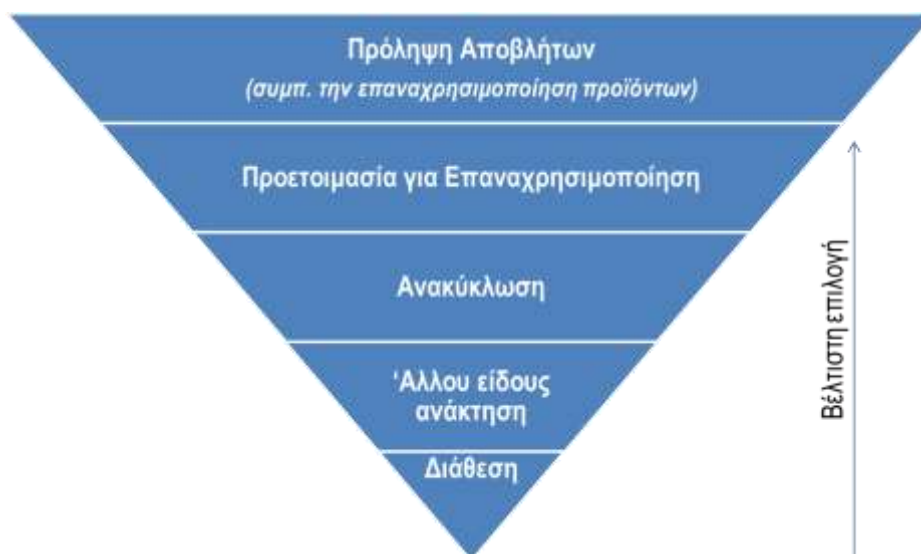 Πρόληψη Αποβλήτων
(συμπ. την επαναχρησιμοποίηση προϊόντων)
Προετοιμασία για Επαναχρησιμοποίηση
Ανακύκλωση
‘Αλλου είδους
ανάκτηση
Διάθεση
Βέλτιστη επιλογή